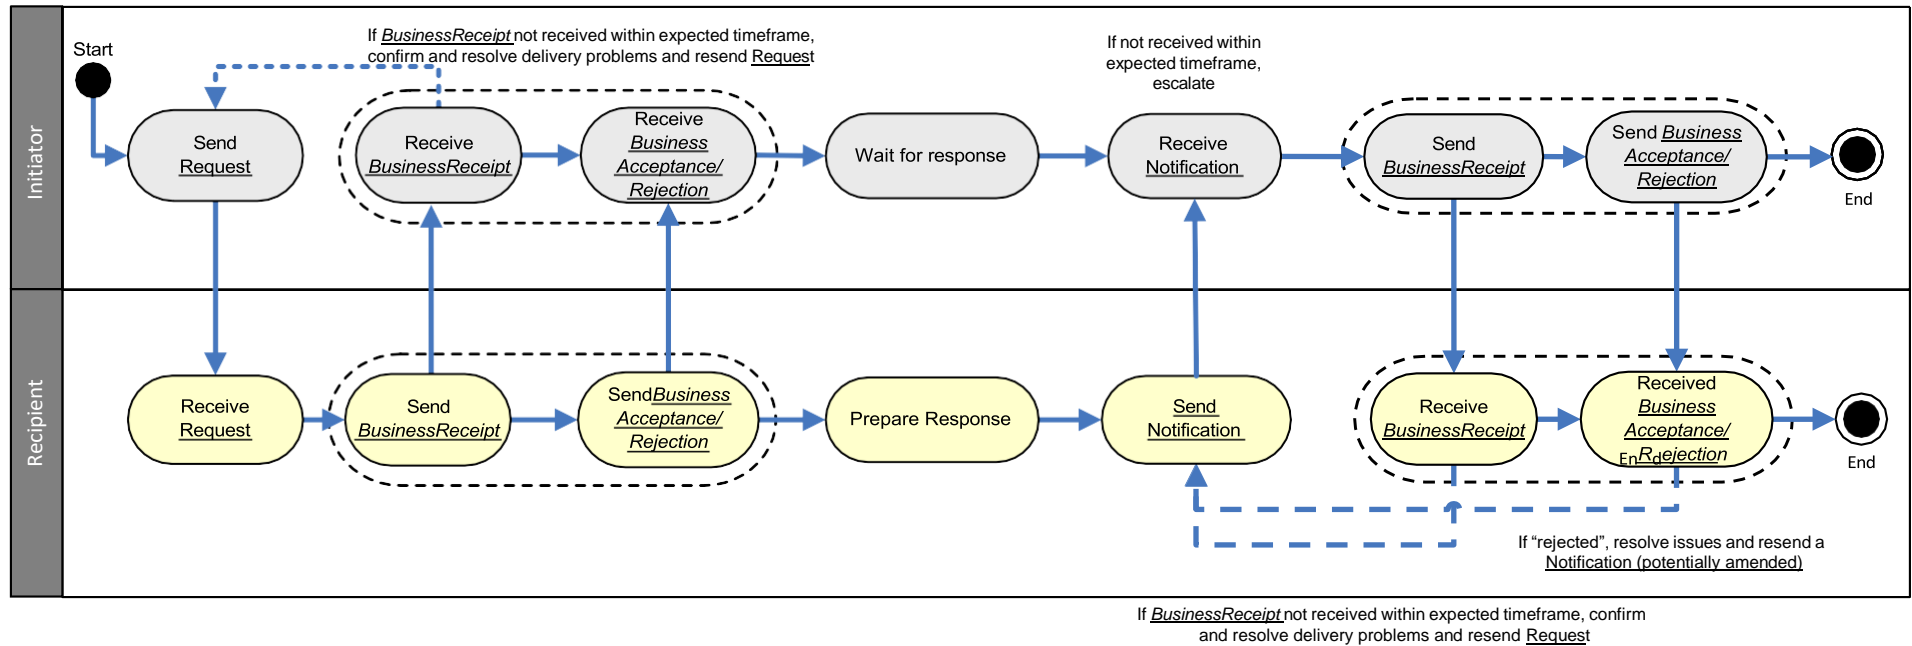 Start
If BusinessReceipt not received within expected timeframe,
confirm and resolve delivery problems and resend Request
If not received within
expected timeframe,
escalate
Initiator
Send
Request
Receive
BusinessReceipt
Receive
Business
Acceptance/
Rejection
Wait for response
Receive
Notification
Send
BusinessReceipt
Send Business
Acceptance/
Rejection
End
Recipient
Receive
Request
Send
BusinessReceipt
SendBusiness
Acceptance/
Rejection
Prepare Response
Send
Notification
Receive
BusinessReceipt
Received
Business
Acceptance/
Rejection
End
End
If “rejected”, resolve issues and resend a
Notification (potentially amended)
If BusinessReceipt not received within expected timeframe, confirm
and resolve delivery problems and resend Request